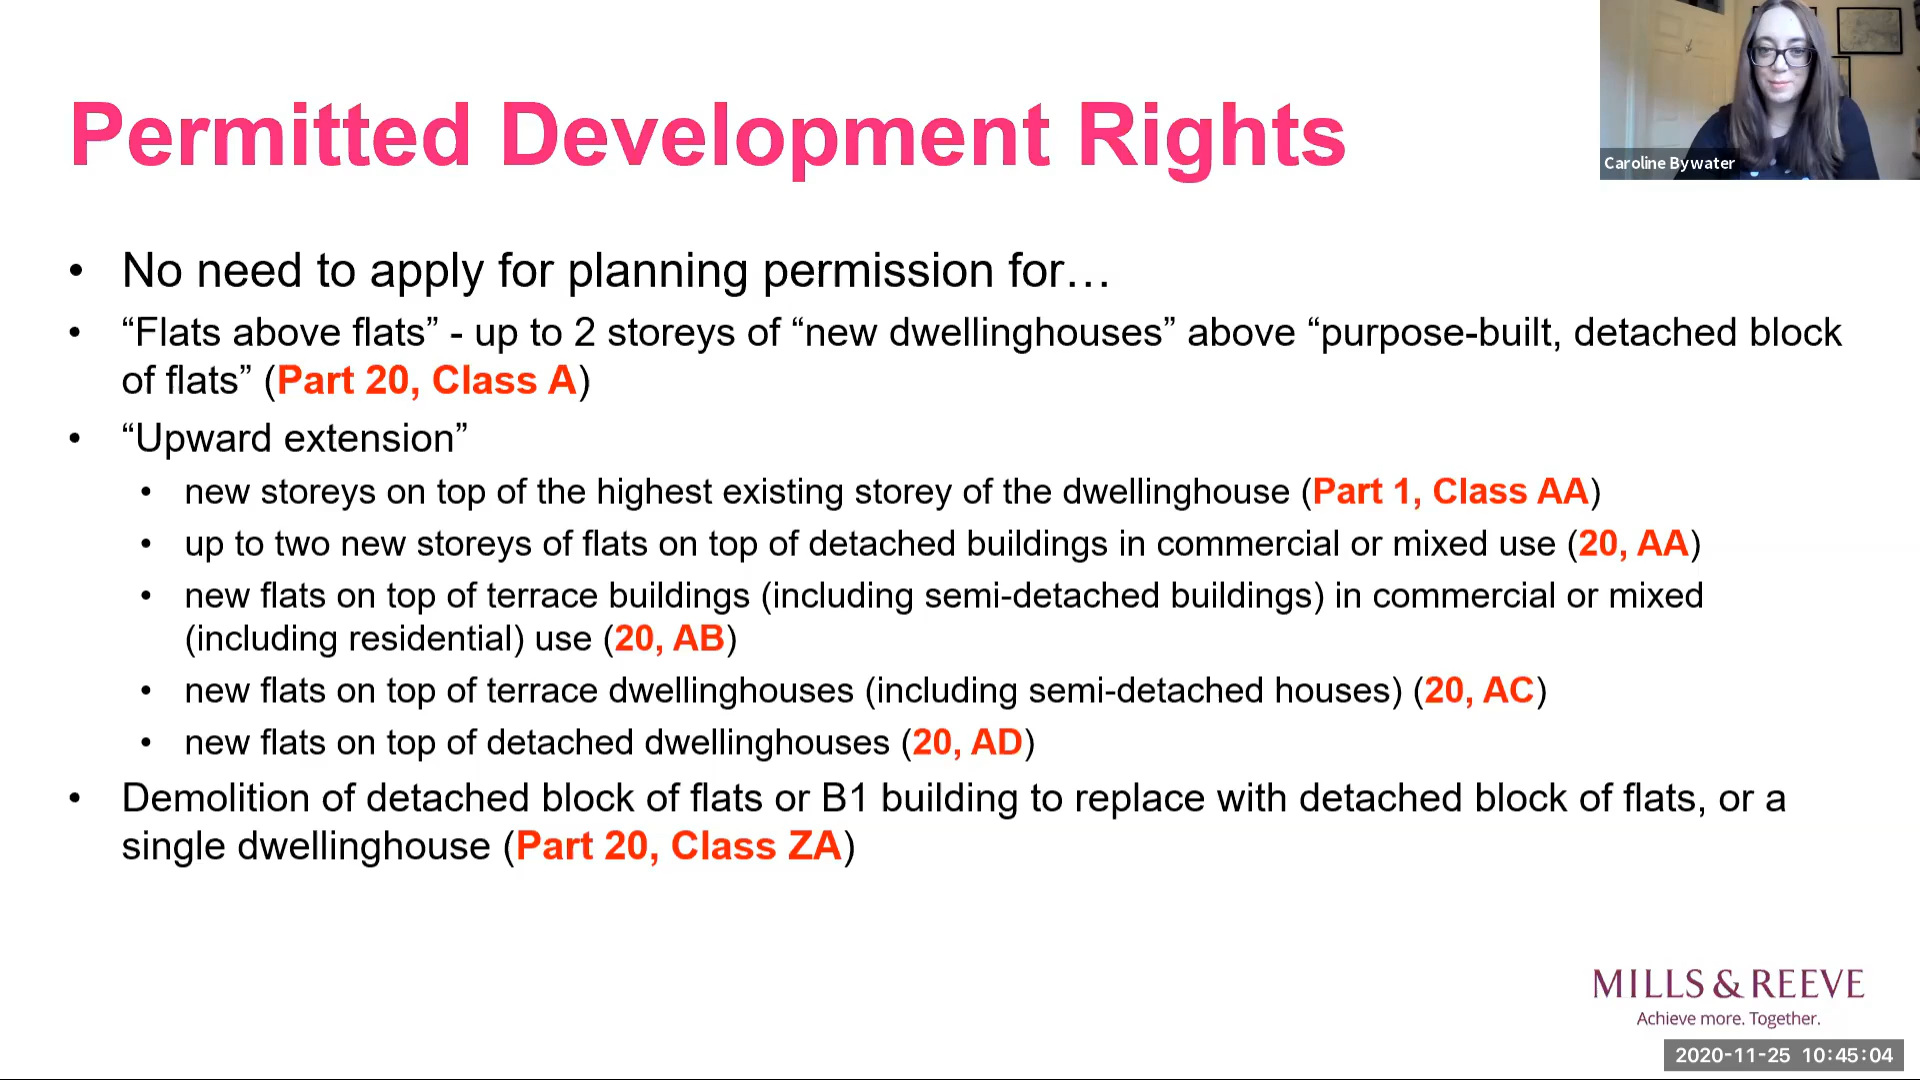 Permitted Development Rights
Caroline Bywater
• No need to apply for planning permission for…
• “Flats above flats” - up to 2 storeys of “new dwellinghouses” above “purpose-built, detached block
of flats” (Part 20, Class A)
• “Upward extension”
• new storeys on top of the highest existing storey of the dwellinghouse (Part 1, Class AA)
• up to two new storeys of flats on top of detached buildings in commercial or mixed use (20, AA)
• new flats on top of terrace buildings (including semi-detached buildings) in commercial or mixed
(including residential) use (20, AB)
• new flats on top of terrace dwellinghouses (including semi-detached houses) (20, AC)
• new flats on top of detached dwellinghouses (20, AD)
• Demolition of detached block of flats or B1 building to replace with detached block of flats, or a
single dwellinghouse (Part 20, Class ZA)
MILLS & REEVE
Achieve more. Together.
2020-11-25 10:45:04